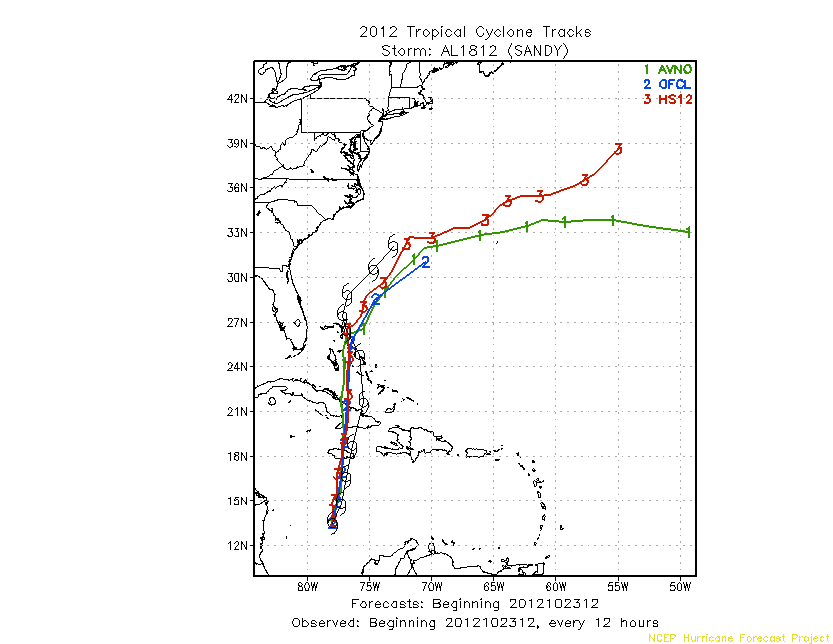 2012 Tropical Cyclone Tracks
Storm: AL1812 (SANDY)
1 AVNO
2 OFCL
3 HS12
42N
39N
36N
33N
30N
27N
24N
21N
18N
15N
12N
80W 75W 70W 65W 60W 55W 50W
Forecasts: Beginning 2012102312
Observed: Beginning 2012102312, every 12 hours
NCEP Hurricane Forecast Project